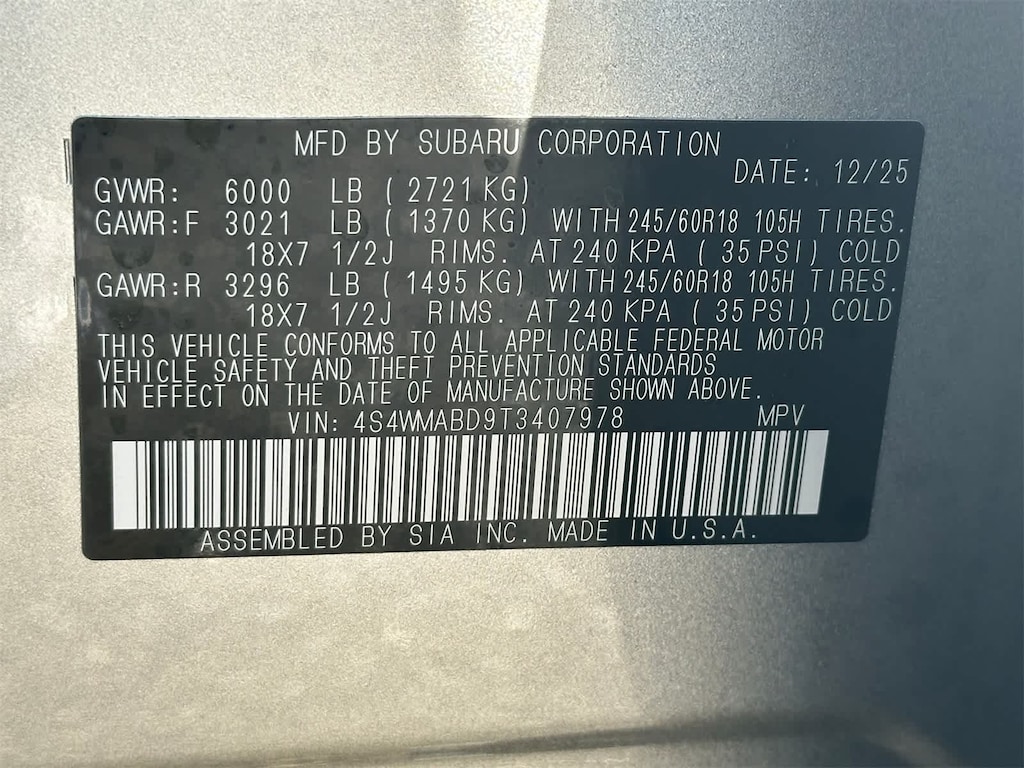 MFD BY SUBARU CORPORATION
DATE: 12/25
GVWR: 6000 LB ( 2721 KG)
GAWR:F 3021 LB ( 1370 KG) WITH 245/60R18 105H TIRES.
18X7 1/2J RIMS. AT 240 KPA ( 35 PSI) COLD
GAWR:R 3296 LB ( 1495 KG) WITH 245/60R18 105H TIRES.
18X7 1/2J RIMS. AT 240 KPA ( 35 PSI) COLD
THIS VEHICLE CONFORMS TO ALL APPLICABLE FEDERAL MOTOR
VEHICLE SAFETY AND THEFT PREVENTION STANDARDS
IN EFFECT ON THE DATE OF MANUFACTURE SHOWN ABOVE.
VIN: 4S4WMABD9T3407978 MPV
ASSEMBLED BY SIA INC. MADE IN U.S.A.